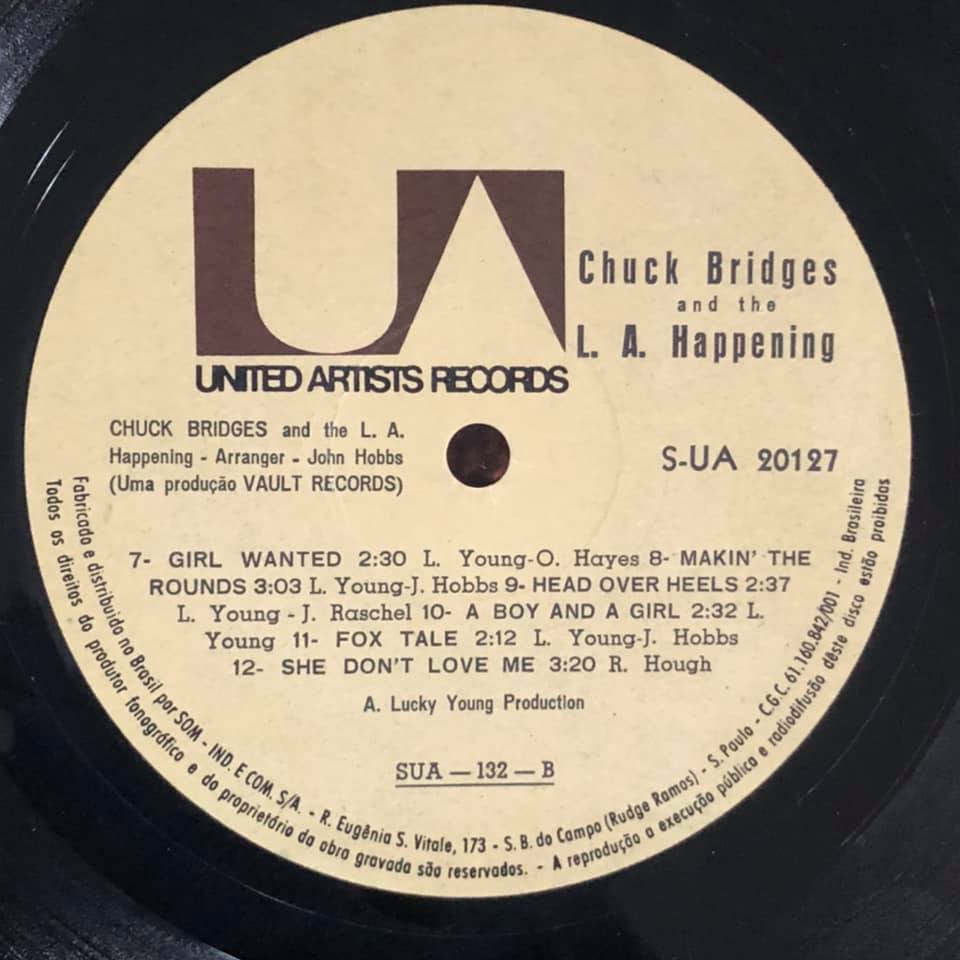 UA
UNITED ARTISTS RECORDS
Chuck Bridges
and the
L. A. Happening
CHUCK BRIDGES and the L. A.
Happening - Arranger - John Hobbs
(Uma produção VAULT RECORDS)
S-UA 20127
7- GIRL WANTED 2:30 L. Young-O. Hayes 8- MAKIN' THE
ROUNDS 3:03 L. Young-J. Hobbs 9- HEAD OVER HEELS 2:37
L. Young - J. Raschel 10- A BOY AND A GIRL 2:32 L.
Young 11- FOX TALE 2:12 L. Young-J. Hobbs
12- SHE DON'T LOVE ME 3:20 R. Hough
A. Lucky Young Production
SUA — 132 — B
Fabricado e distribuido no Brasil por SOM - IND. E COM. S/A. - R. Eugênia S. Vitale, 173 - S. B. do Campo (Rudge Ramos) - S. Paulo - C.G.C. 61.160.842/001 - Ind. Brasileira
Todos os direitos do produtor fonográfico e do proprietário da obra gravada são reservados. - A reprodução a execução pública e radiodifusão dêste disco estão proibidas